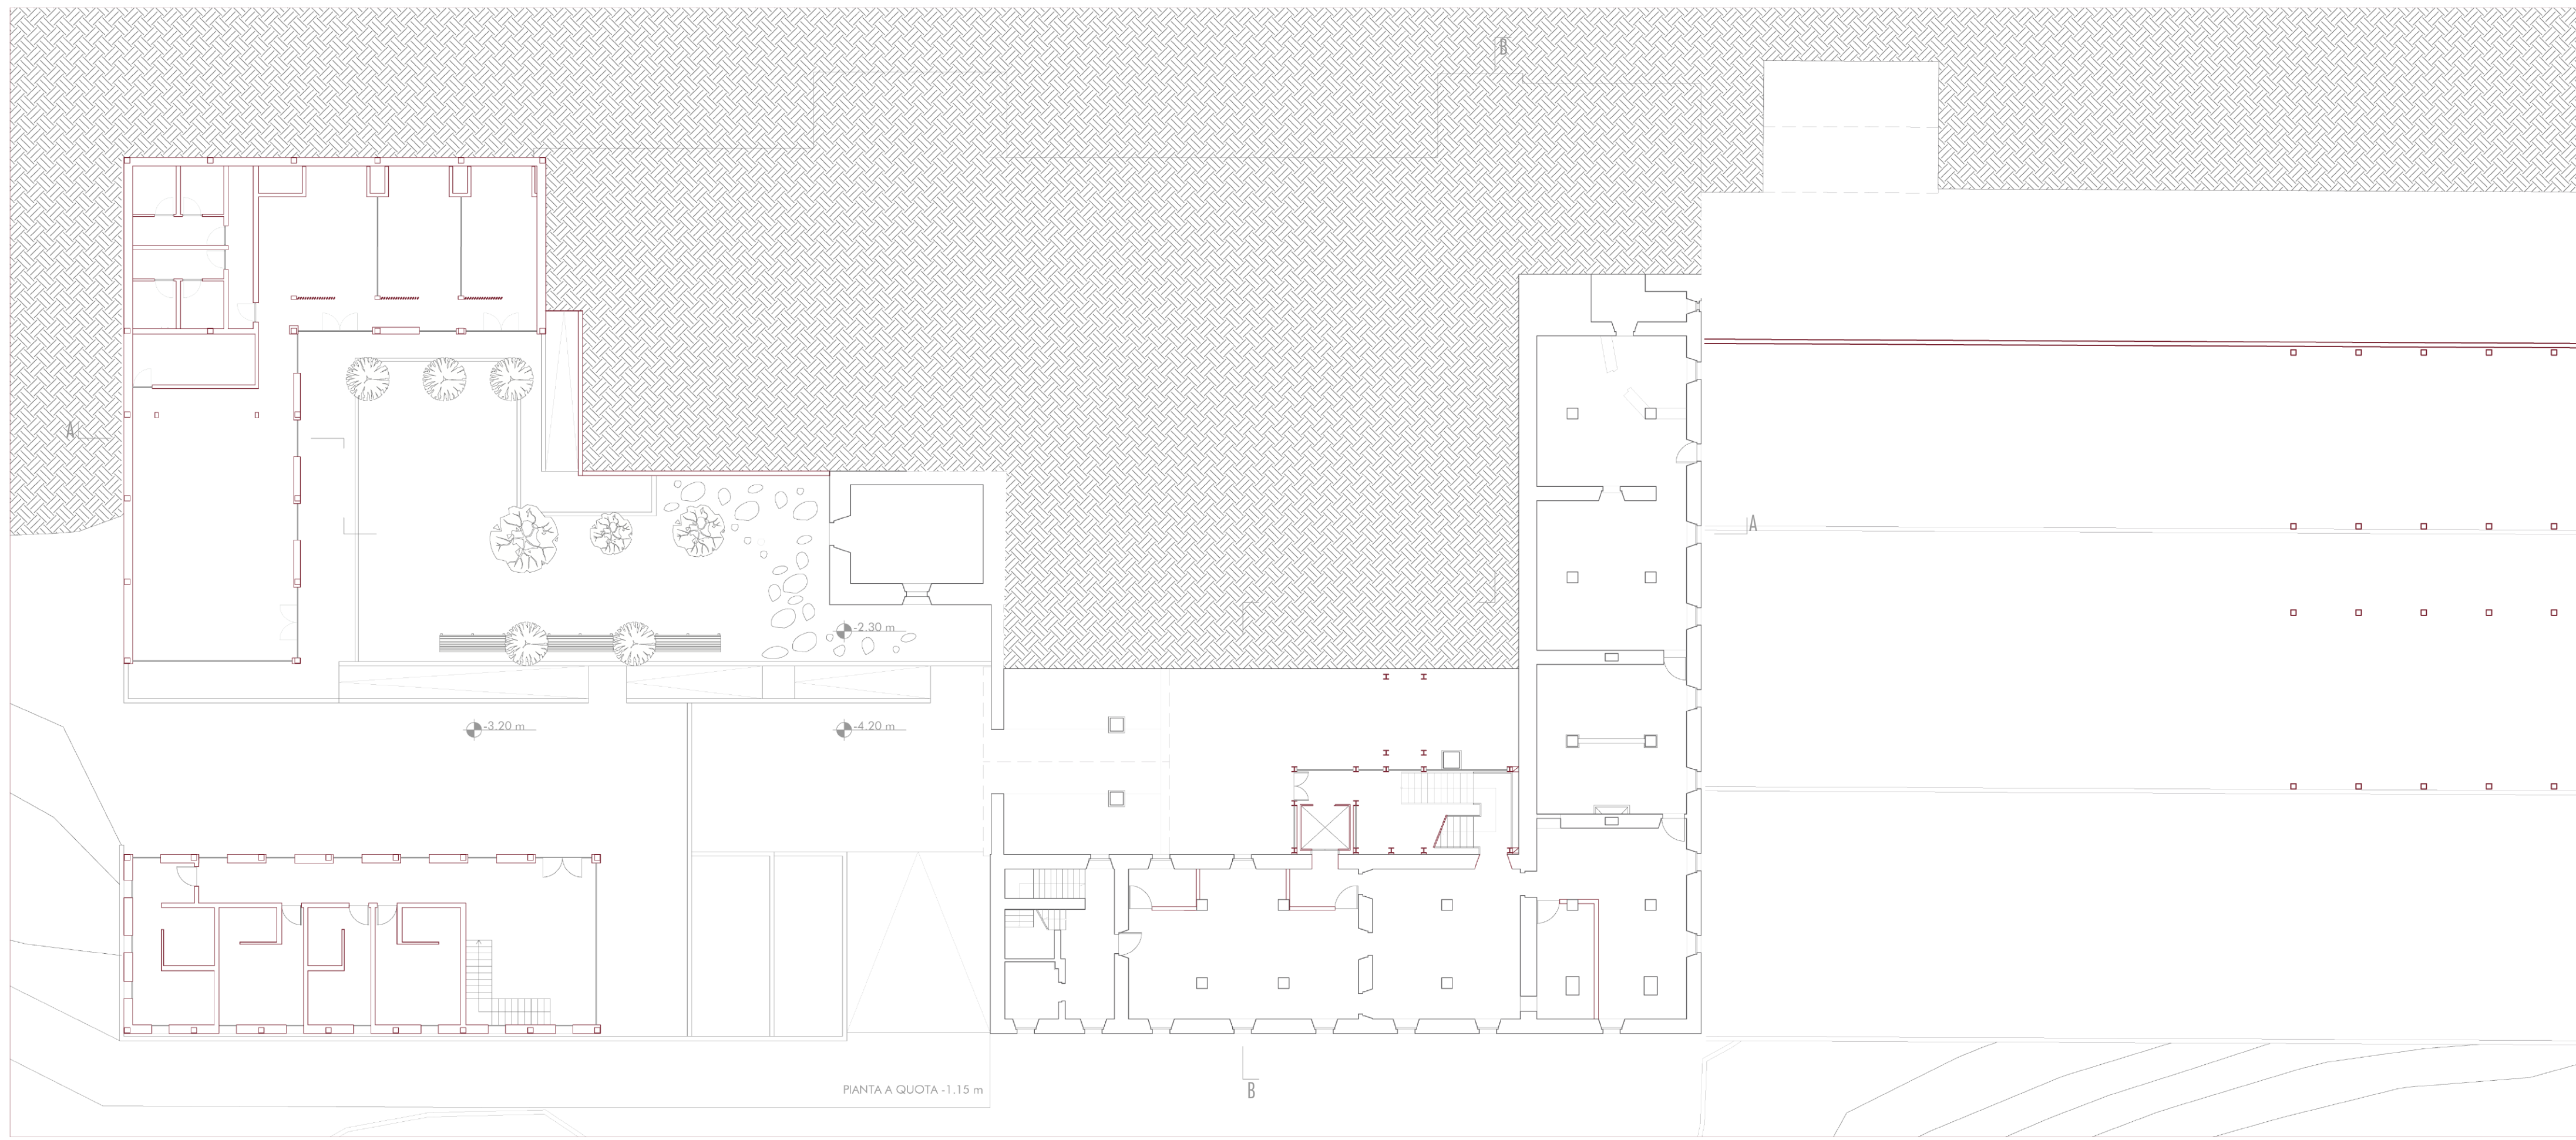 B
A
A
-2.30 m
-3.20 m
-4.20 m
PIANTA A QUOTA -1.15 m
B